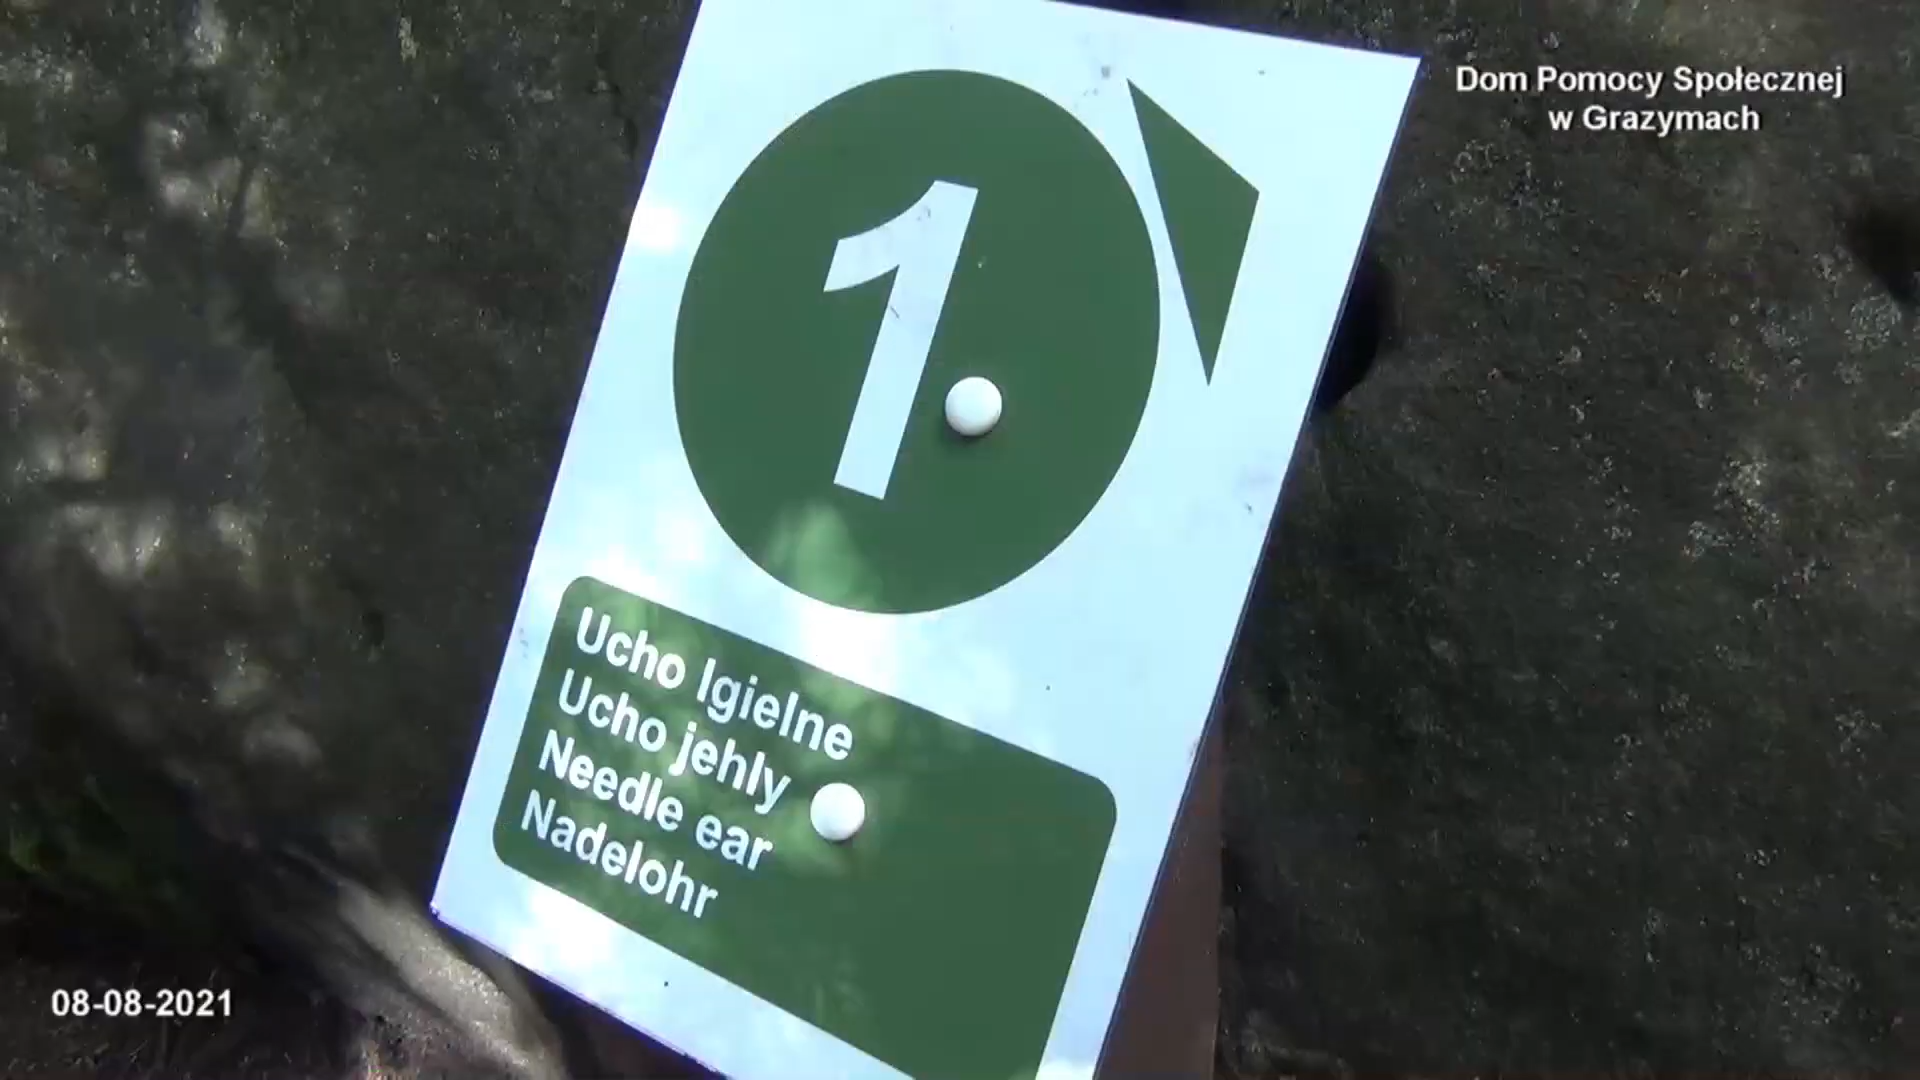 Dom Pomocy Społecznej
w Grazymach
1
Ucho Igielne
Ucho jehly
Needle ear
Nadelohr
08-08-2021